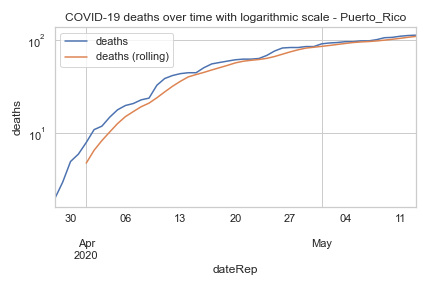 COVID-19 deaths over time with logarithmic scale - Puerto_Rico
deaths
deaths (rolling)
10²
10¹
deaths
30 06 13 20 27 04 11
Apr May
2020
dateRep